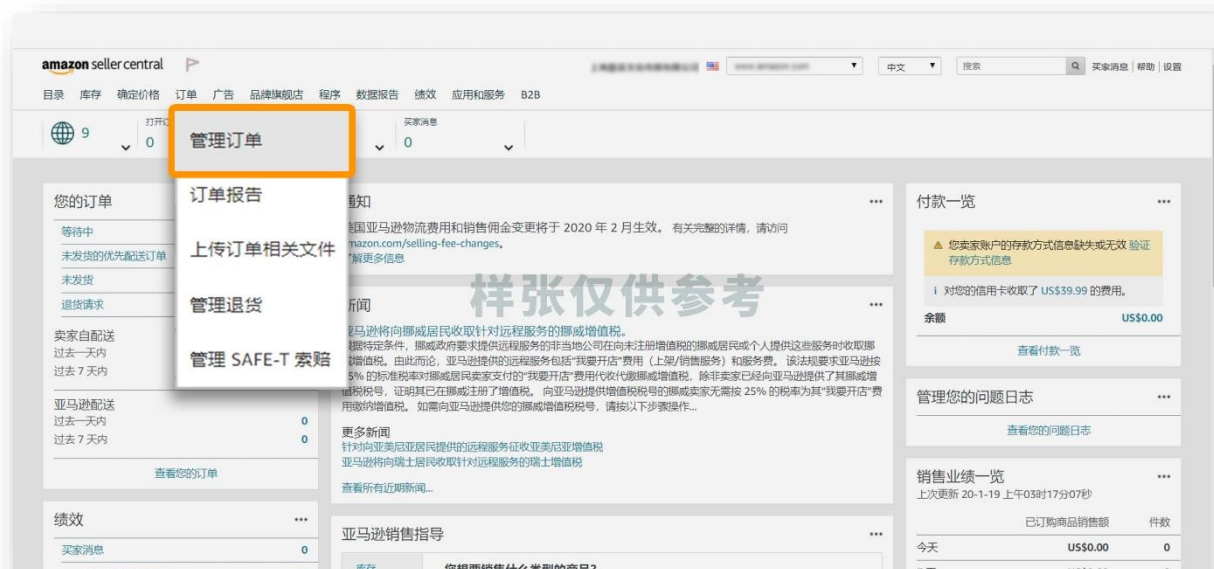 amazon seller central
中文
搜索
买家消息 | 帮助 | 设置
目录 库存 确定价格 订单 广告 品牌旗舰店 程序 数据报告 绩效 应用和服务 B2B
9
打开订
0
买家消息
0
管理订单
订单报告
上传订单相关文件
管理退货
管理 SAFE-T 索赔
您的订单
等待中
未发货的优先配送订单
未发货
退货请求
卖家自配送
过去一天内
过去 7 天内
亚马逊配送
过去一天内 0
过去 7 天内 0
查看您的订单
绩效
买家消息 0
通知
国亚马逊物流费用和销售佣金变更将于 2020 年 2 月生效。 有关完整的详情，请访问
mazon.com/selling-fee-changes。
解更多信息
样张仅供参考
新闻
亚马逊将向挪威居民收取针对远程服务的挪威增值税。
据特定条件，挪威政府要求提供远程服务的非当地公司在向未注册增值税的挪威居民或个人提供这些服务时收取挪
增值税。由此而论，亚马逊提供的远程服务包括“我要开店”费用（上架/销售服务）和服务费。 该法规要求亚马逊按
5% 的标准税率对挪威居民卖家支付的“我要开店”费用代收代缴挪威增值税，除非卖家已经向亚马逊提供了其挪威增
值税税号，证明其已在挪威注册了增值税。 向亚马逊提供增值税税号的挪威卖家无需按 25% 的税率为其“我要开店”费
用缴纳增值税。 如需向亚马逊提供您的挪威增值税税号，请按以下步骤操作...
更多新闻
针对向亚美尼亚居民提供的远程服务征收亚美尼亚增值税
亚马逊将向瑞士居民收取针对远程服务的瑞士增值税
查看所有近期新闻...
亚马逊销售指导
库存
您想要销售什么类型的商品?
付款一览
您卖家账户的存款方式信息缺失或无效 验证
存款方式信息
对您的信用卡收取了 US$39.99 的费用。
余额 US$0.00
查看付款一览
管理您的问题日志
查看您的问题日志
销售业绩一览
上次更新 20-1-19 上午03时17分07秒
已订购商品销售额 件数
今天 US$0.00 0